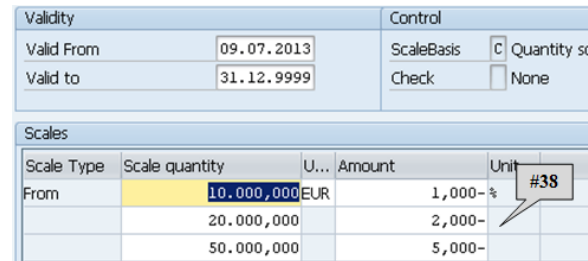 Validity
Control
Valid From 09.07.2013
ScaleBasis C Quantity
Valid to 31.12.9999
Check None
Scales
Scale Type Scale quantity U... Amount Unit
From 10.000,000 EUR 1,000- %
#38
20.000,000 2,000-
50.000,000 5,000-